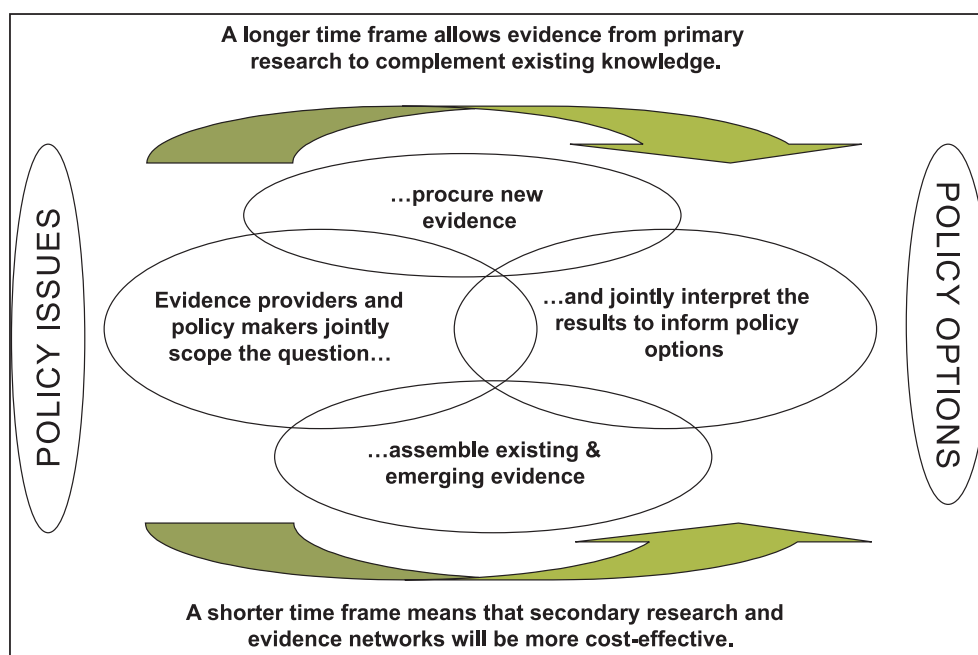 A longer time frame allows evidence from primary
research to complement existing knowledge.
POLICY ISSUES
…procure new
evidence
Evidence providers and
policy makers jointly
scope the question…
…and jointly interpret the
results to inform policy
options
…assemble existing &
emerging evidence
POLICY OPTIONS
A shorter time frame means that secondary research and
evidence networks will be more cost-effective.